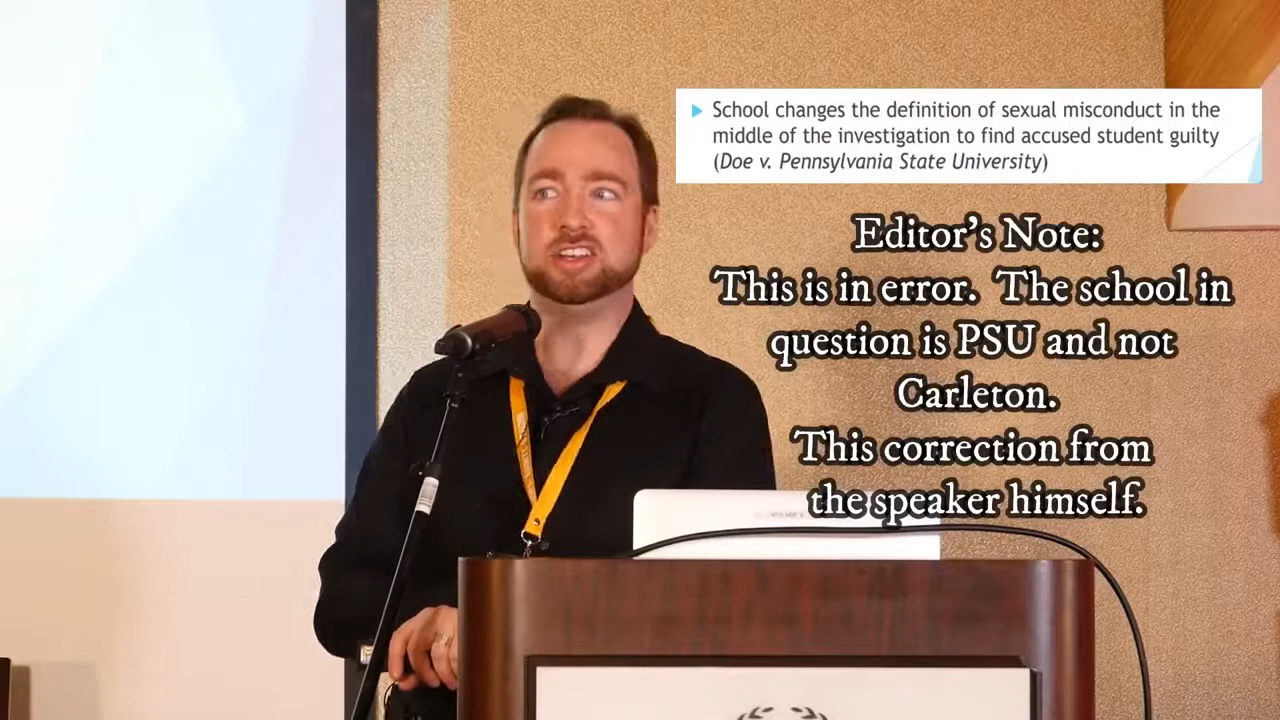 School changes the definition of sexual misconduct in the
middle of the investigation to find accused student guilty
(Doe v. Pennsylvania State University)
Editor's Note:
This is in error.  The school in
question is PSU and not
Carleton.
This correction from
the speaker himself.